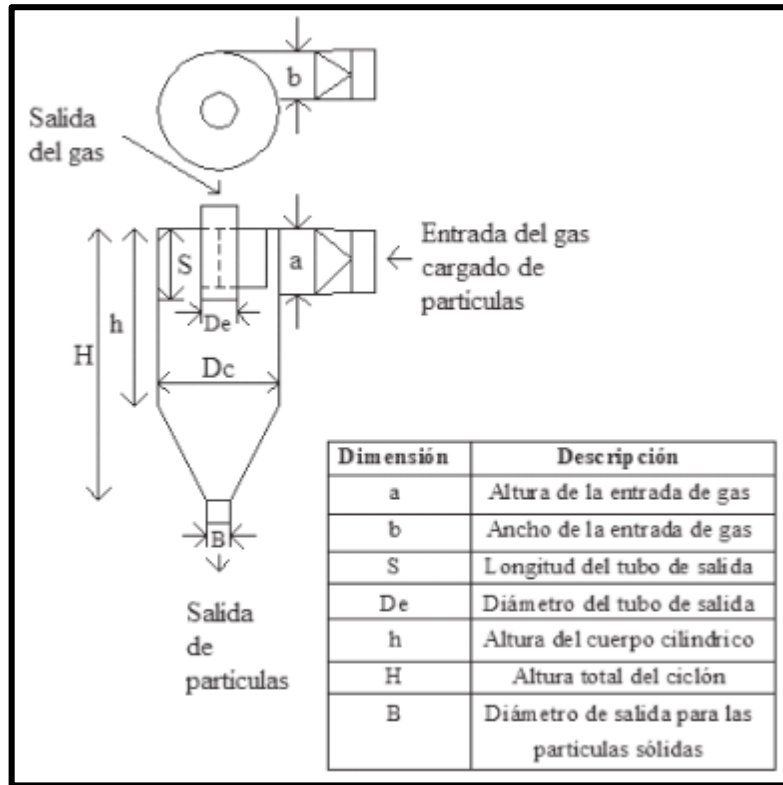 b
Salida
del gas
S
a
Entrada del gas
cargado de
partículas
h
De
H
Dc
B
Salida
de
partículas
Dimensión Descripción
a Altura de la entrada de gas
b Ancho de la entrada de gas
S Longitud del tubo de salida
De Diámetro del tubo de salida
h Altura del cuerpo cilíndrico
H Altura total del ciclón
B Diámetro de salida para las
partículas sólidas